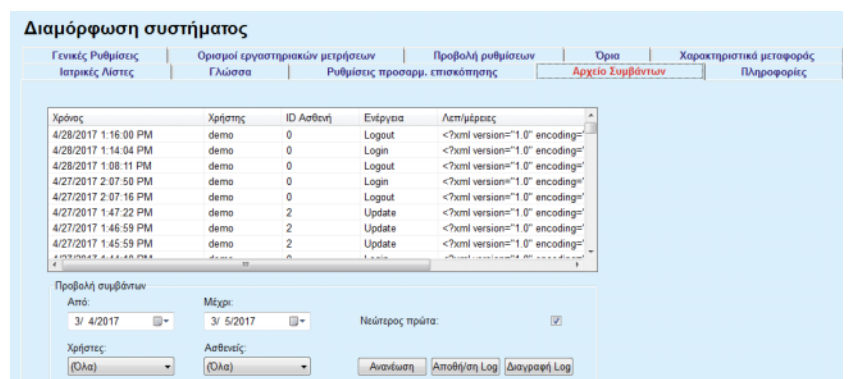 Διαμόρφωση συστήματος
Γενικές Ρυθμίσεις Ορισμοί εργαστηριακών μετρήσεων Προβολή ρυθμίσεων Όρια Χαρακτηριστικά μεταφοράς
Ιατρικές Λίστες Γλώσσα Ρυθμίσεις προσαρμ. επισκόπησης Αρχείο Συμβάντων Πληροφορίες
Χρόνος Χρήστης ID Ασθενή Ενέργεια Λεπ/μέρειες
4/28/2017 1:16:00 PM demo 0 Logout <?xml version="1.0" encoding='
4/28/2017 1:14:04 PM demo 0 Login <?xml version="1.0" encoding='
4/28/2017 1:08:11 PM demo 0 Logout <?xml version="1.0" encoding='
4/27/2017 2:07:50 PM demo 0 Login <?xml version="1.0" encoding='
4/27/2017 2:07:16 PM demo 0 Logout <?xml version="1.0" encoding='
4/27/2017 1:47:22 PM demo 2 Update <?xml version="1.0" encoding='
4/27/2017 1:46:59 PM demo 2 Update <?xml version="1.0" encoding='
4/27/2017 1:45:59 PM demo 2 Update <?xml version="1.0" encoding='
Προβολή συμβάντων
Από: Μέχρι:
3/ 4/2017 3/ 5/2017 Νεώτερος πρώτα:
Χρήστες: Ασθενείς:
(Όλα) (Όλα) Ανανέωση Αποθή/ση Log Διαγραφή Log